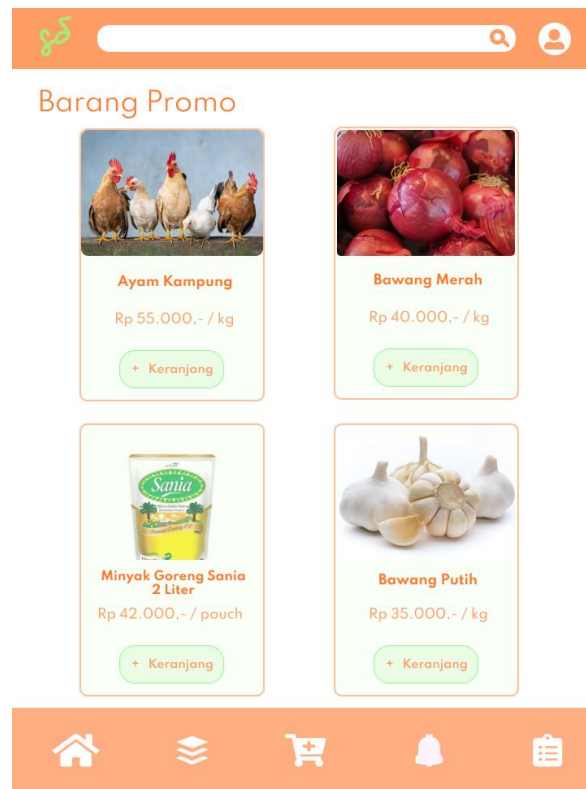 Barang Promo
Ayam Kampung
Rp 55.000,- / kg
+ Keranjang
Bawang Merah
Rp 40.000,- / kg
+ Keranjang
Sania
Minyak Goreng Sania
2 Liter
Rp 42.000,- / pouch
+ Keranjang
Bawang Putih
Rp 35.000,- / kg
+ Keranjang